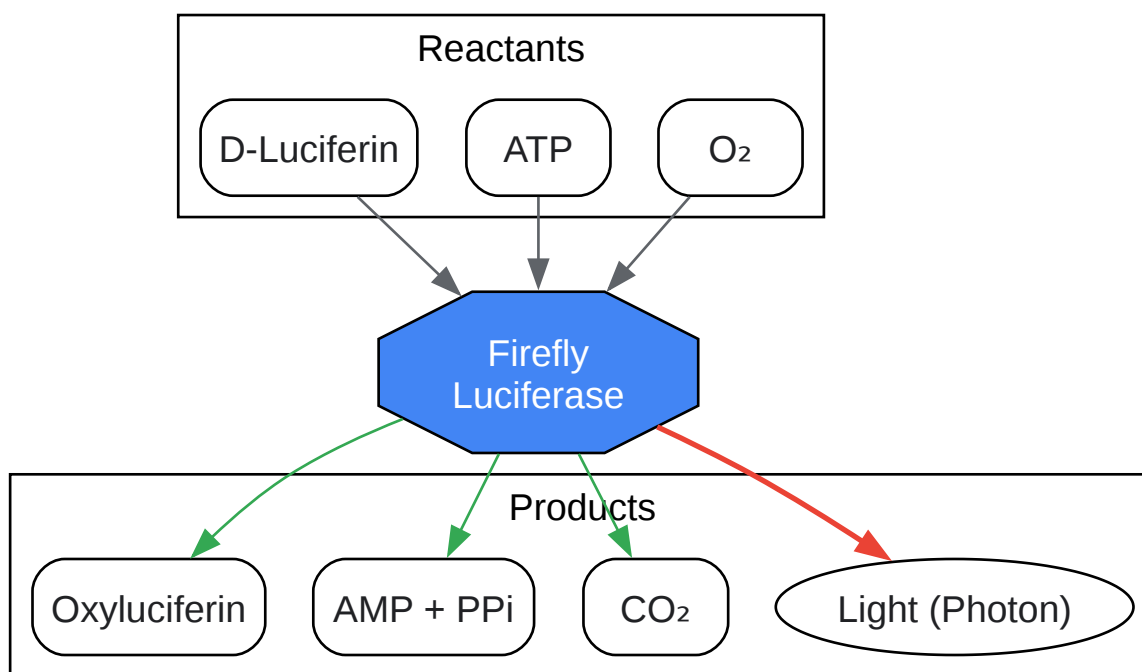 Reactants
D-Luciferin
ATP
O₂
Firefly
Luciferase
Products
Oxyluciferin
AMP + PPi
CO₂
Light (Photon)